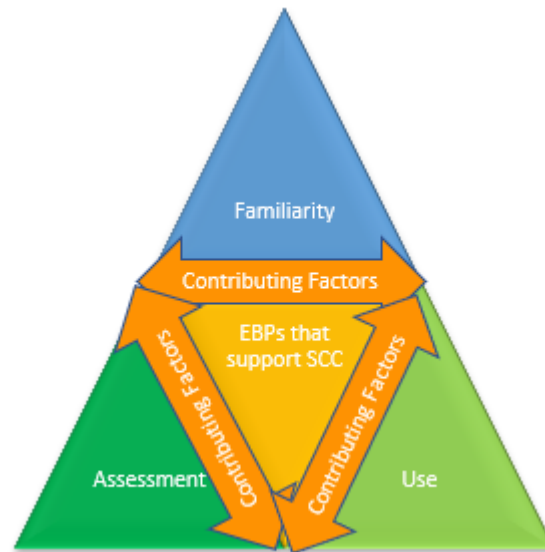 Familiarity
Contributing Factors
EBPs that
support SCC
Contributing Factors
Contributing Factors
Assessment
Use